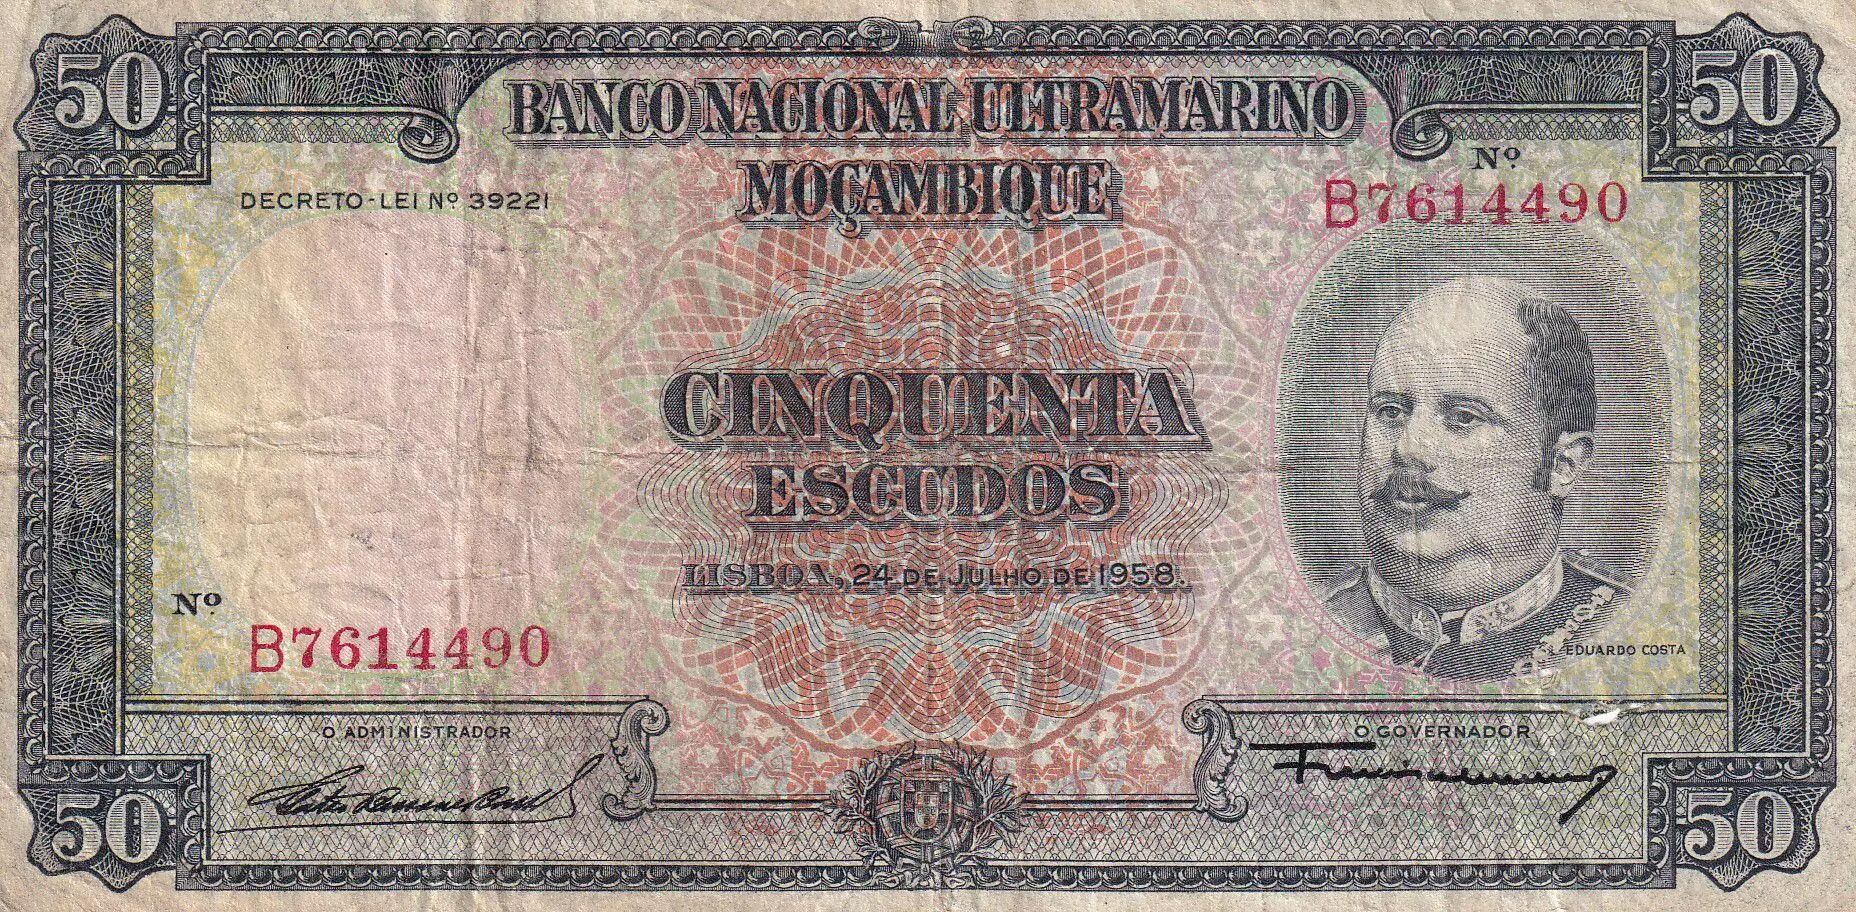 50 50
BANCO NACIONAL ULTRAMARINO
MOÇAMBIQUE
Nº
B7614490
DECRETO-LEI Nº 39221
CINQUENTA
ESCUDOS
LISBOA, 24 DE JULHO DE 1958.
Nº
B7614490
EDUARDO COSTA
O ADMINISTRADOR
O GOVERNADOR
50 50